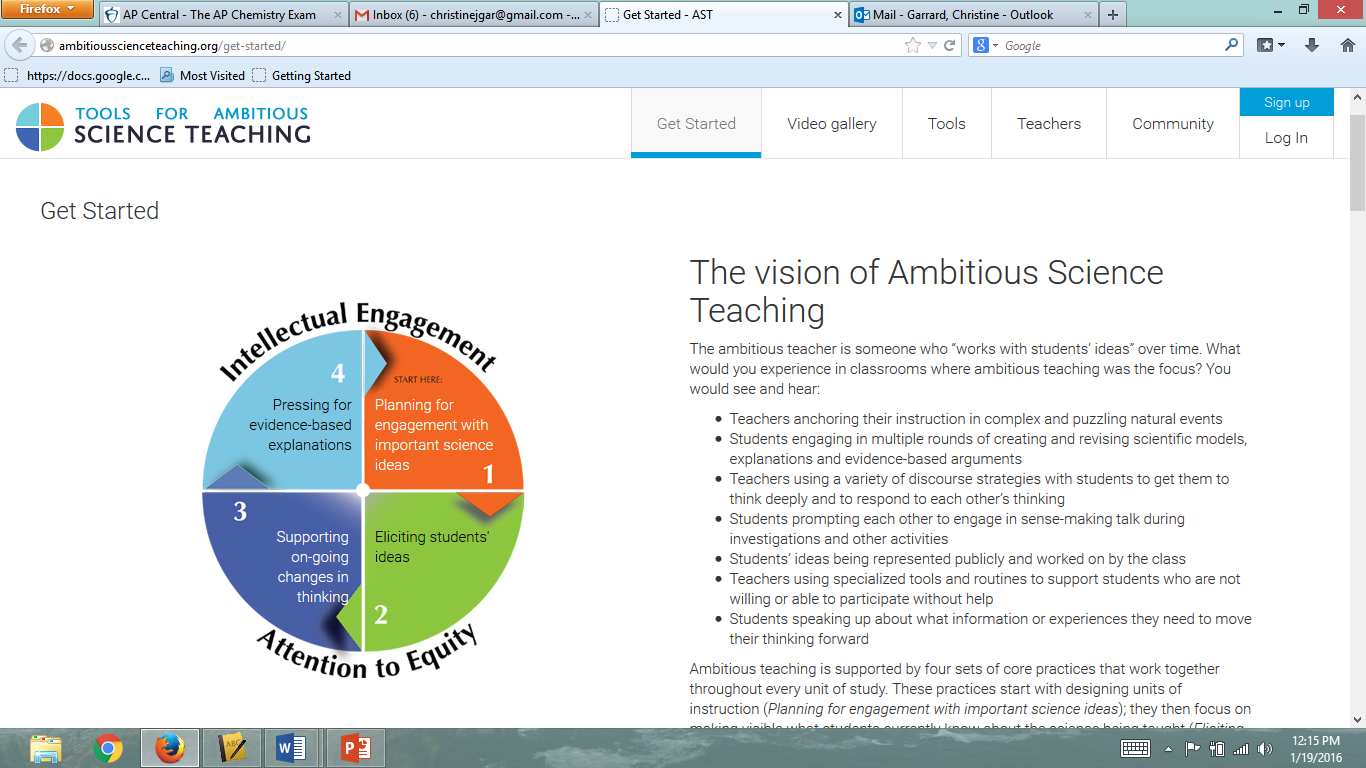 Firefox
AP Central - The AP Chemistry Exam
Inbox (6) - christinejgar@gmail.com -...
Get Started - AST
Mail - Garrard, Christine - Outlook
ambitiousscienceteaching.org/get-started/
Google
https://docs.google.c...
Most Visited
Getting Started
TOOLS FOR AMBITIOUS
SCIENCE TEACHING
Get Started
Video gallery
Tools
Teachers
Community
Sign up
Log In
Get Started
Intellectual Engagement
4
Pressing for
evidence-based
explanations
START HERE:
Planning for
engagement with
important science
ideas
1
3
Supporting
on-going
changes in
thinking
Eliciting students'
ideas
2
Attention to Equity
The vision of Ambitious Science
Teaching
The ambitious teacher is someone who “works with students’ ideas” over time. What
would you experience in classrooms where ambitious teaching was the focus? You
would see and hear:
Teachers anchoring their instruction in complex and puzzling natural events
Students engaging in multiple rounds of creating and revising scientific models,
explanations and evidence-based arguments
Teachers using a variety of discourse strategies with students to get them to
think deeply and to respond to each other’s thinking
Students prompting each other to engage in sense-making talk during
investigations and other activities
Students’ ideas being represented publicly and worked on by the class
Teachers using specialized tools and routines to support students who are not
willing or able to participate without help
Students speaking up about what information or experiences they need to move
their thinking forward
Ambitious teaching is supported by four sets of core practices that work together
throughout every unit of study. These practices start with designing units of
instruction (Planning for engagement with important science ideas); they then focus on
making visible what students currently know about the science being taught (Eliciting
12:15 PM
1/19/2016